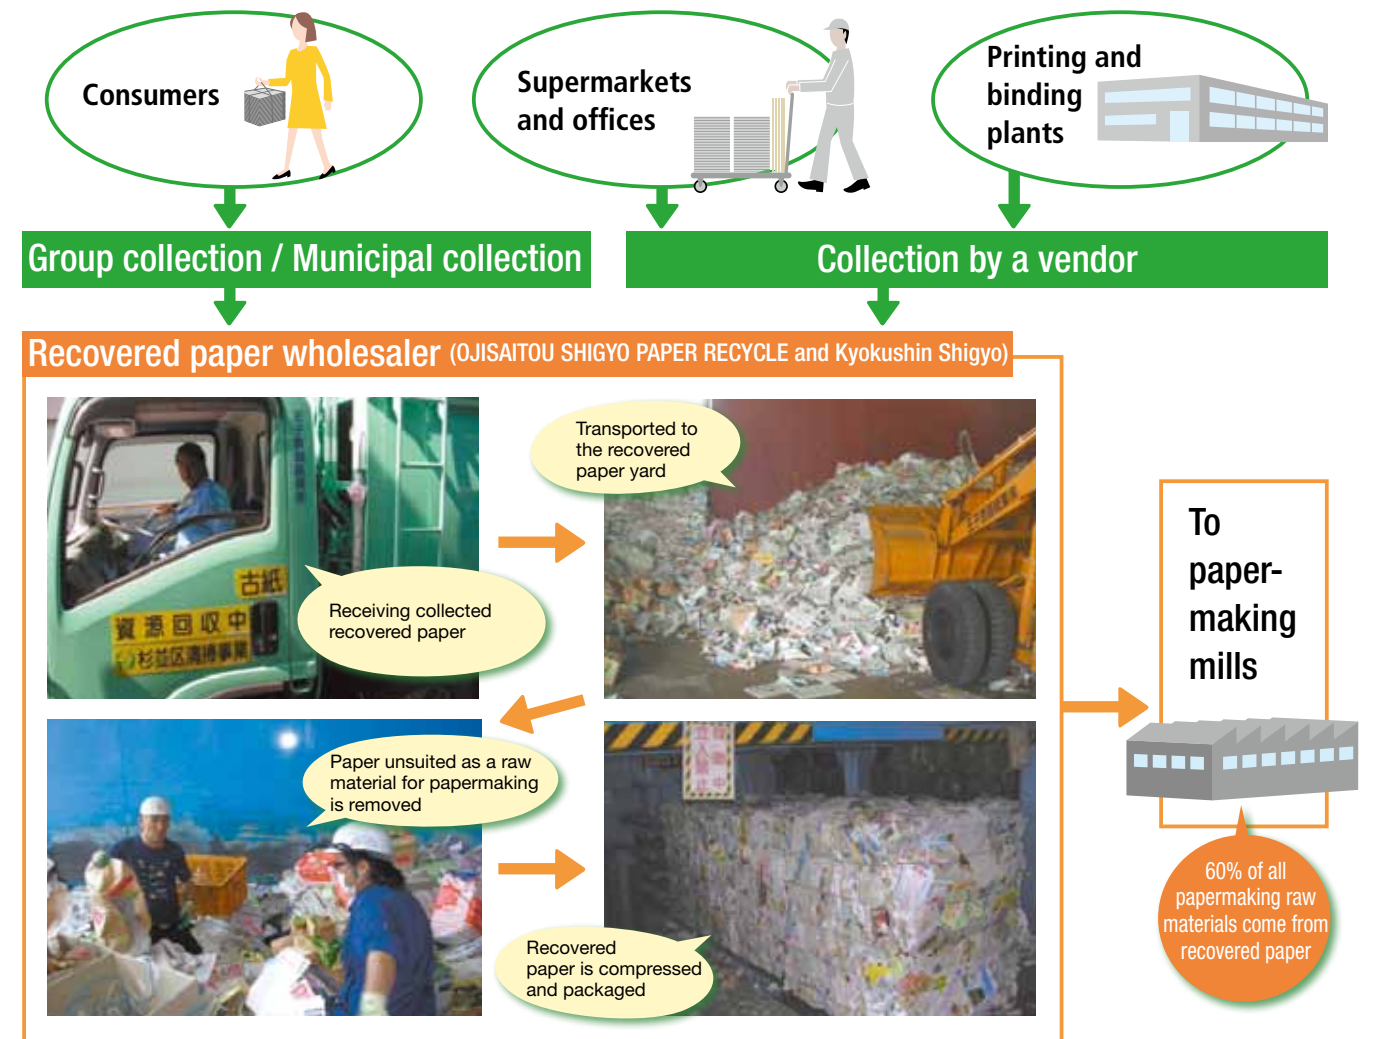 Consumers
Supermarkets
and offices
Printing and
binding
plants
Group collection / Municipal collection
Collection by a vendor
Recovered paper wholesaler (OJISAITOU SHIGYO PAPER RECYCLE and Kyokushin Shigyo)
古紙
資源回収中
杉並区清掃事業
Receiving collected
recovered paper
Transported to
the recovered
paper yard
Paper unsuited as a raw
material for papermaking
is removed
Recovered
paper is compressed
and packaged
To
paper-
making
mills
60% of all
papermaking raw
materials come from
recovered paper